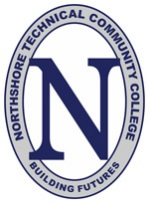 NORTHSHORE TECHNICAL COMMUNITY COLLEGE
N
BUILDING FUTURES